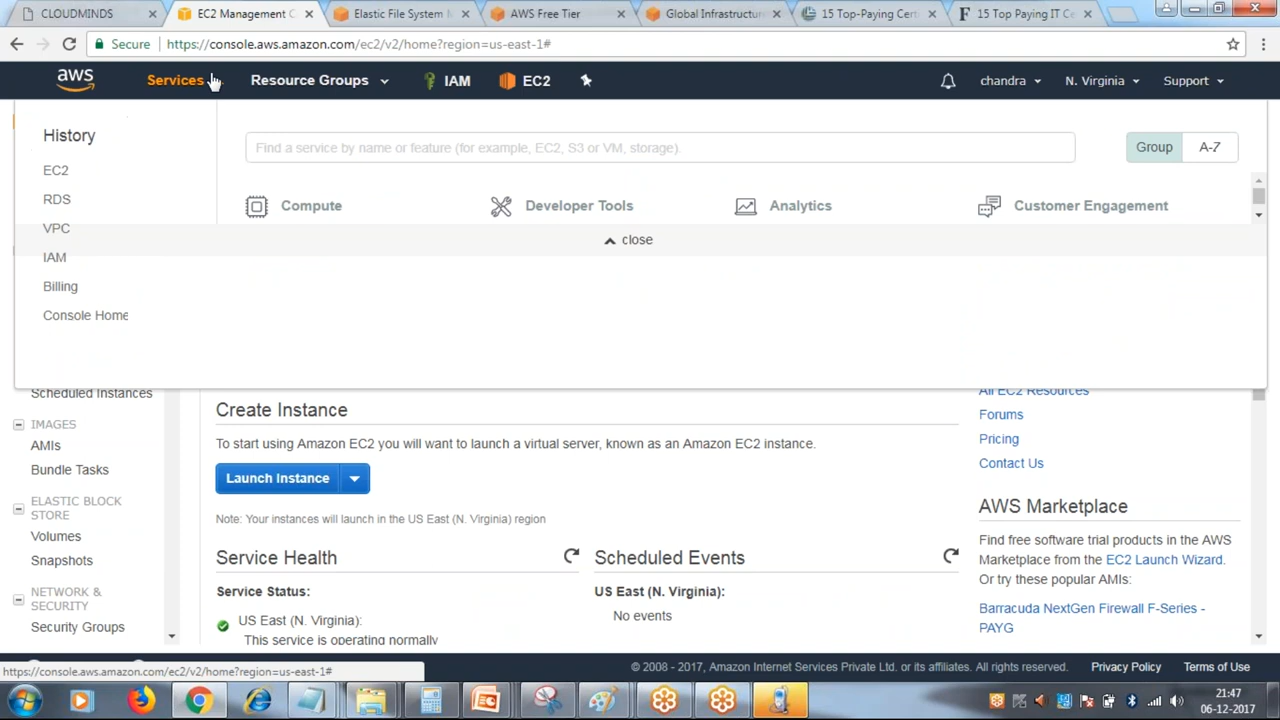 CLOUDMINDS
EC2 Management C
Elastic File System f
AWS Free Tier
Global Infrastructure
15 Top-Paying Cert
15 Top Paying IT Ce
Secure
https://console.aws.amazon.com/ec2/v2/home?region=us-east-1#
aws
Services
Resource Groups
IAM
EC2
chandra
N. Virginia
Support
History
EC2
RDS
VPC
IAM
Billing
Console Home
Find a service by name or feature (for example, EC2, S3 or VM, storage).
Group
A-Z
Compute
Developer Tools
Analytics
Customer Engagement
close
Scheduled Instances
IMAGES
AMIs
Bundle Tasks
ELASTIC BLOCK
STORE
Volumes
Snapshots
NETWORK &
SECURITY
Security Groups
Create Instance
To start using Amazon EC2 you will want to launch a virtual server, known as an Amazon EC2 instance.
Launch Instance
Note: Your instances will launch in the US East (N. Virginia) region
Service Health
Service Status:
US East (N. Virginia):
This service is operating normally
Scheduled Events
US East (N. Virginia):
No events
All EC2 Resources
Forums
Pricing
Contact Us
AWS Marketplace
Find free software trial products in the AWS
Marketplace from the EC2 Launch Wizard.
Or try these popular AMIs:
Barracuda NextGen Firewall F-Series -
PAYG
https://console.aws.amazon.com/ec2/v2/home?region=us-east-1#
© 2008 - 2017, Amazon Internet Services Private Ltd. or its affiliates. All rights reserved.
Privacy Policy
Terms of Use
21:47
06-12-2017